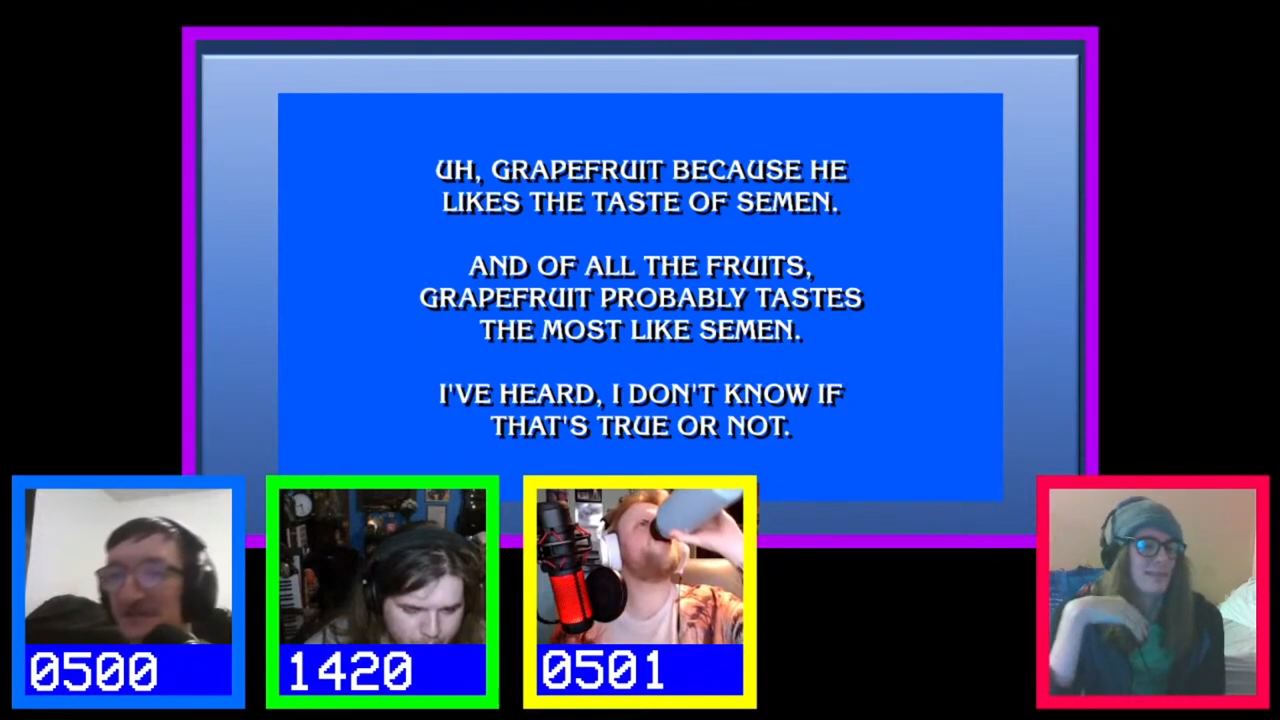 UH, GRAPEFRUIT BECAUSE HE
LIKES THE TASTE OF SEMEN.
AND OF ALL THE FRUITS,
GRAPEFRUIT PROBABLY TASTES
THE MOST LIKE SEMEN.
I'VE HEARD, I DON'T KNOW IF
THAT'S TRUE OR NOT.
0500
1420
0501